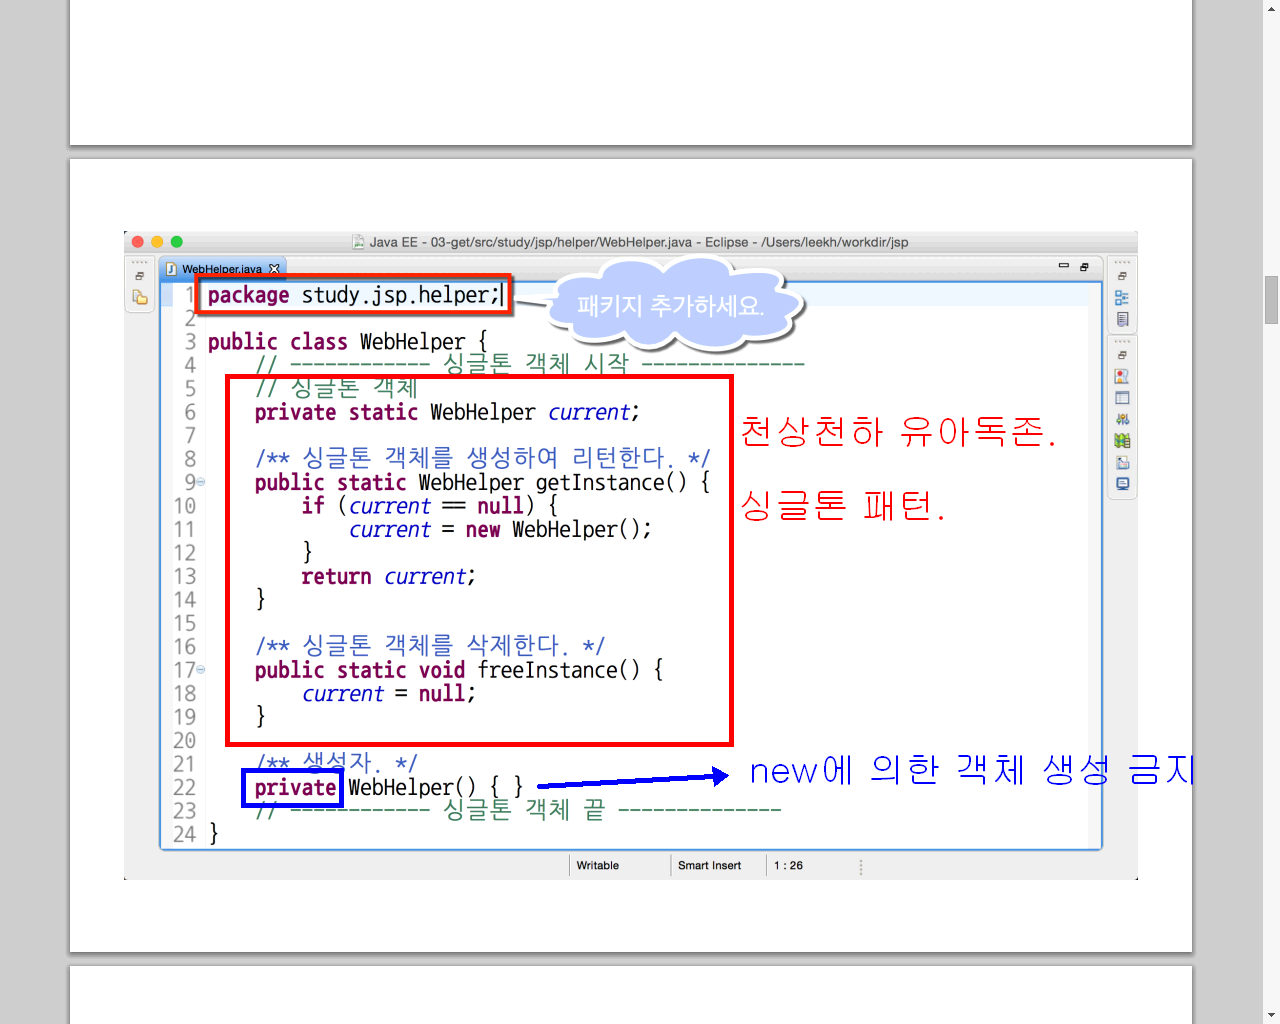 Java EE - 03-get/src/study/jsp/helper/WebHelper.java - Eclipse - /Users/leekh/workdir/jsp
WebHelper.java
1 package study.jsp.helper;
패키지 추가하세요.
2
3 public class WebHelper {
4 // ------------ 싱글톤 객체 시작 --------------
5 // 싱글톤 객체
6 private static WebHelper current;
천상천하 유아독존.
7
8 /** 싱글톤 객체를 생성하여 리턴한다. */
9 public static WebHelper getInstance() {
10 if (current == null) {
싱글톤 패턴.
11 current = new WebHelper();
12 }
13 return current;
14 }
15
16 /** 싱글톤 객체를 삭제한다. */
17 public static void freeInstance() {
18 current = null;
19 }
20
21 /** 생성자. */
new에 의한 객체 생성 금지
22 private WebHelper() { }
23 // ------------ 싱글톤 객체 끝 --------------
24 }
Writable Smart Insert 1 : 26